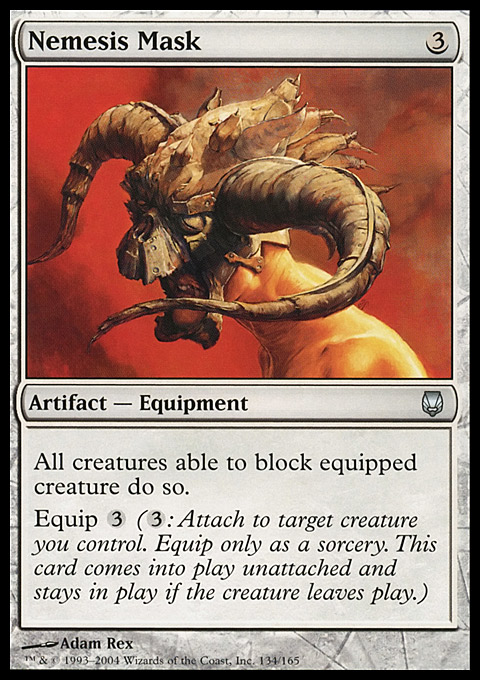 Nemesis Mask 3
Artifact — Equipment
All creatures able to block equipped
creature do so.
Equip 3 (3: Attach to target creature
you control. Equip only as a sorcery. This
card comes into play unattached and
stays in play if the creature leaves play.)
Adam Rex
™ & © 1993–2004 Wizards of the Coast, Inc. 134/165